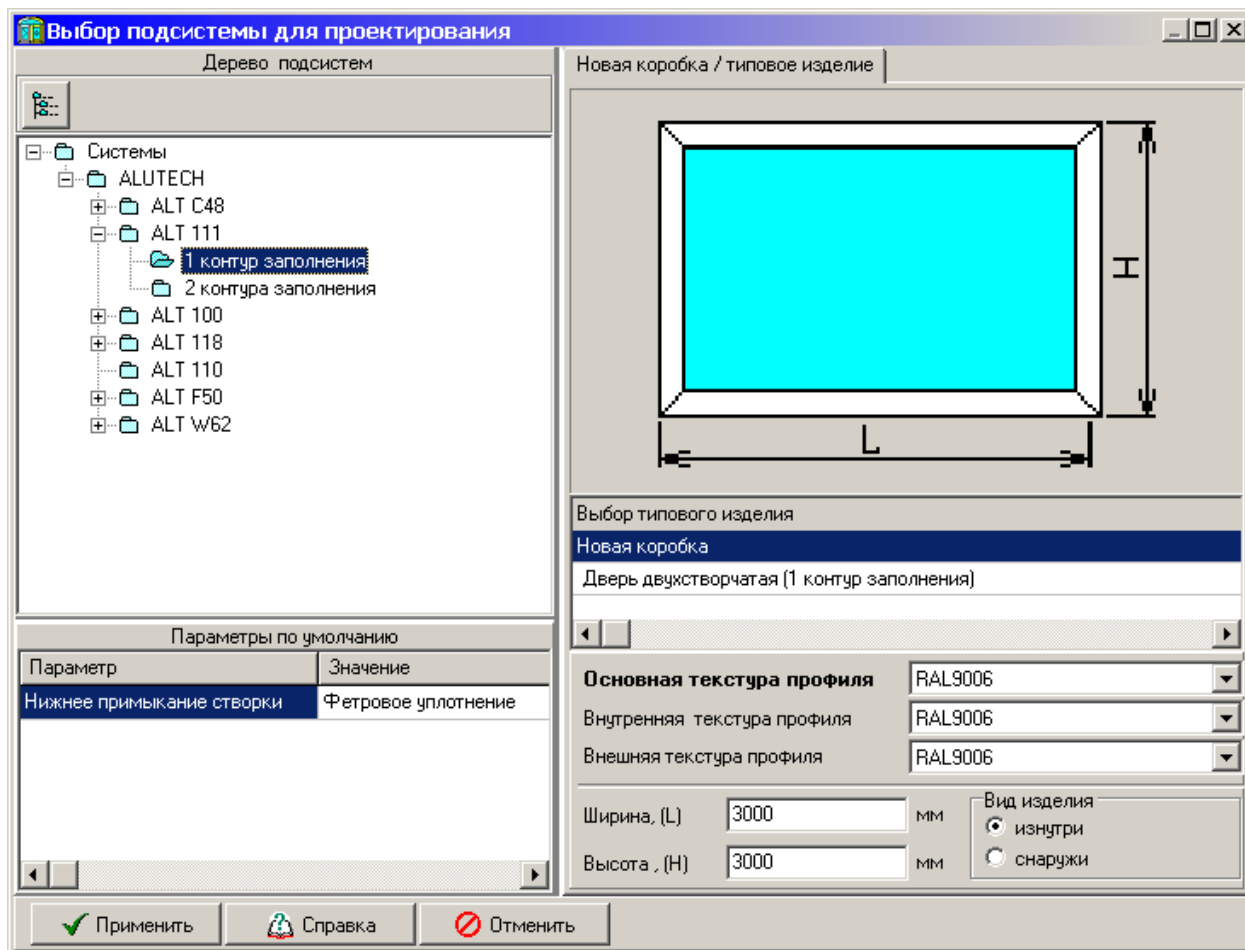 Выбор подсистемы для проектирования
Дерево подсистем
Системы
ALUTECH
ALT C48
ALT 111
1 контур заполнения
2 контура заполнения
ALT 100
ALT 118
ALT 110
ALT F50
ALT W62
Параметры по умолчанию
Параметр Значение
Нижнее примыкание створки Фетровое уплотнение
Новая коробка / типовое изделие
H
L
Выбор типового изделия
Новая коробка
Дверь двухстворчатая (1 контур заполнения)
Основная текстура профиля RAL9006
Внутренняя текстура профиля RAL9006
Внешняя текстура профиля RAL9006
Ширина, (L) 3000 мм
Высота , (H) 3000 мм
Вид изделия
изнутри
снаружи
Применить Справка Отменить